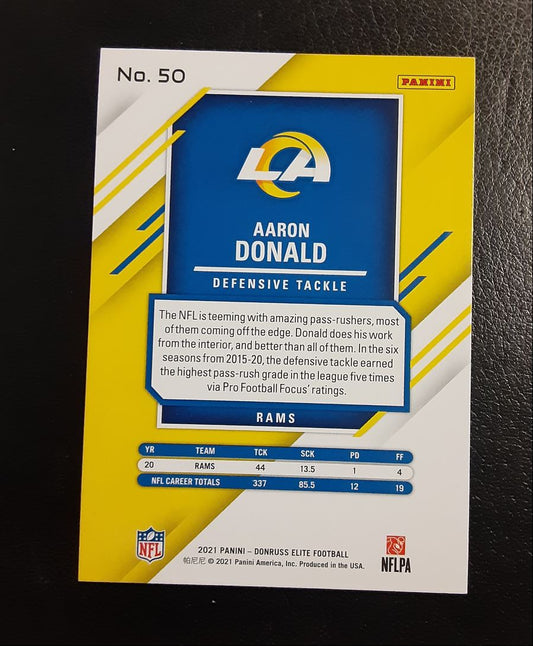 No. 50
PANINI
LA
AARON
DONALD
DEFENSIVE TACKLE
The NFL is teeming with amazing pass-rushers, most
of them coming off the edge. Donald does his work
from the interior, and better than all of them. In the six
seasons from 2015-20, the defensive tackle earned
the highest pass-rush grade in the league five times
via Pro Football Focus' ratings.
RAMS
YR TEAM TCK SCK PD FF
20 RAMS 44 13.5 1 4
NFL CAREER TOTALS 337 85.5 12 19
NFL
2021 PANINI – DONRUSS ELITE FOOTBALL
帕尼尼 © 2021 Panini America, Inc. Produced in the USA.
NFLPA